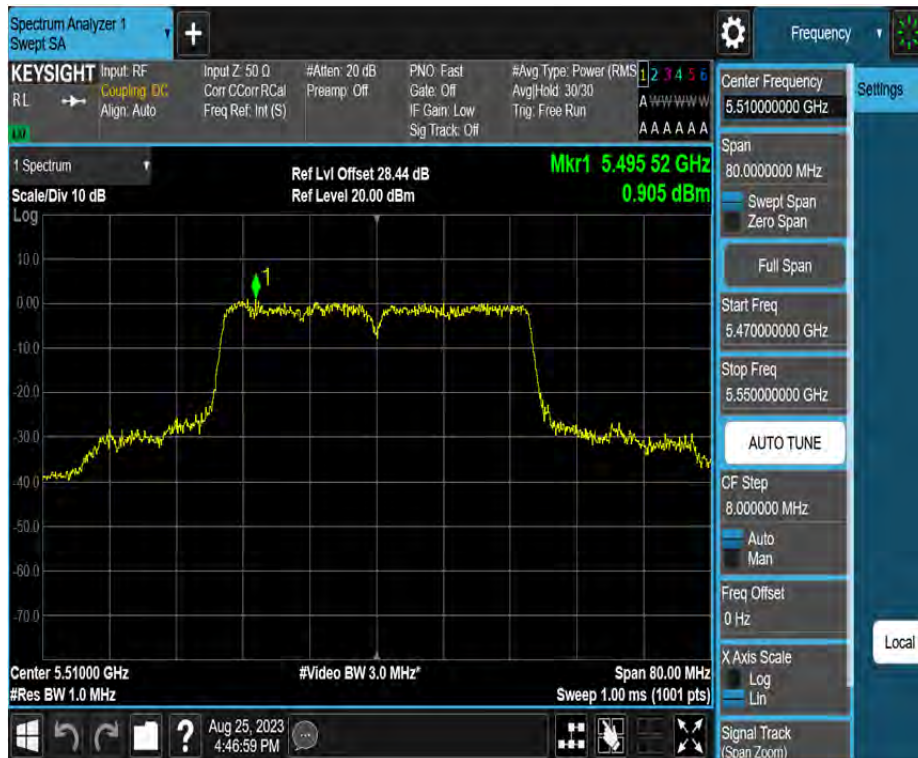 Spectrum Analyzer 1
Swept SA
+
Frequency
KEYSIGHT
RL
Input: RF
Coupling: DC
Align: Auto
Input Z: 50 Ω
Corr CCorr RCal
Freq Ref: Int (S)
#Atten: 20 dB
Preamp: Off
PNO: Fast
Gate: Off
IF Gain: Low
Sig Track: Off
#Avg Type: Power (RMS
Avg|Hold: 30/30
Trig: Free Run
1 2 3 4 5 6
A W W W W W
A A A A A A
1 Spectrum
Scale/Div 10 dB
Ref Lvl Offset 28.44 dB
Ref Level 20.00 dBm
Mkr1 5.495 52 GHz
0.905 dBm
Log
10.0
0.00
-10.0
-20.0
-30.0
-40.0
-50.0
-60.0
-70.0
1
Center 5.51000 GHz
#Res BW 1.0 MHz
#Video BW 3.0 MHz*
Span 80.00 MHz
Sweep 1.00 ms (1001 pts)
Aug 25, 2023
4:46:59 PM
?
Center Frequency
5.510000000 GHz
Span
80.0000000 MHz
Swept Span
Zero Span
Full Span
Start Freq
5.470000000 GHz
Stop Freq
5.550000000 GHz
AUTO TUNE
CF Step
8.000000 MHz
Auto
Man
Freq Offset
0 Hz
X Axis Scale
Log
Lin
Signal Track
(Span Zoom)
Settings
Local